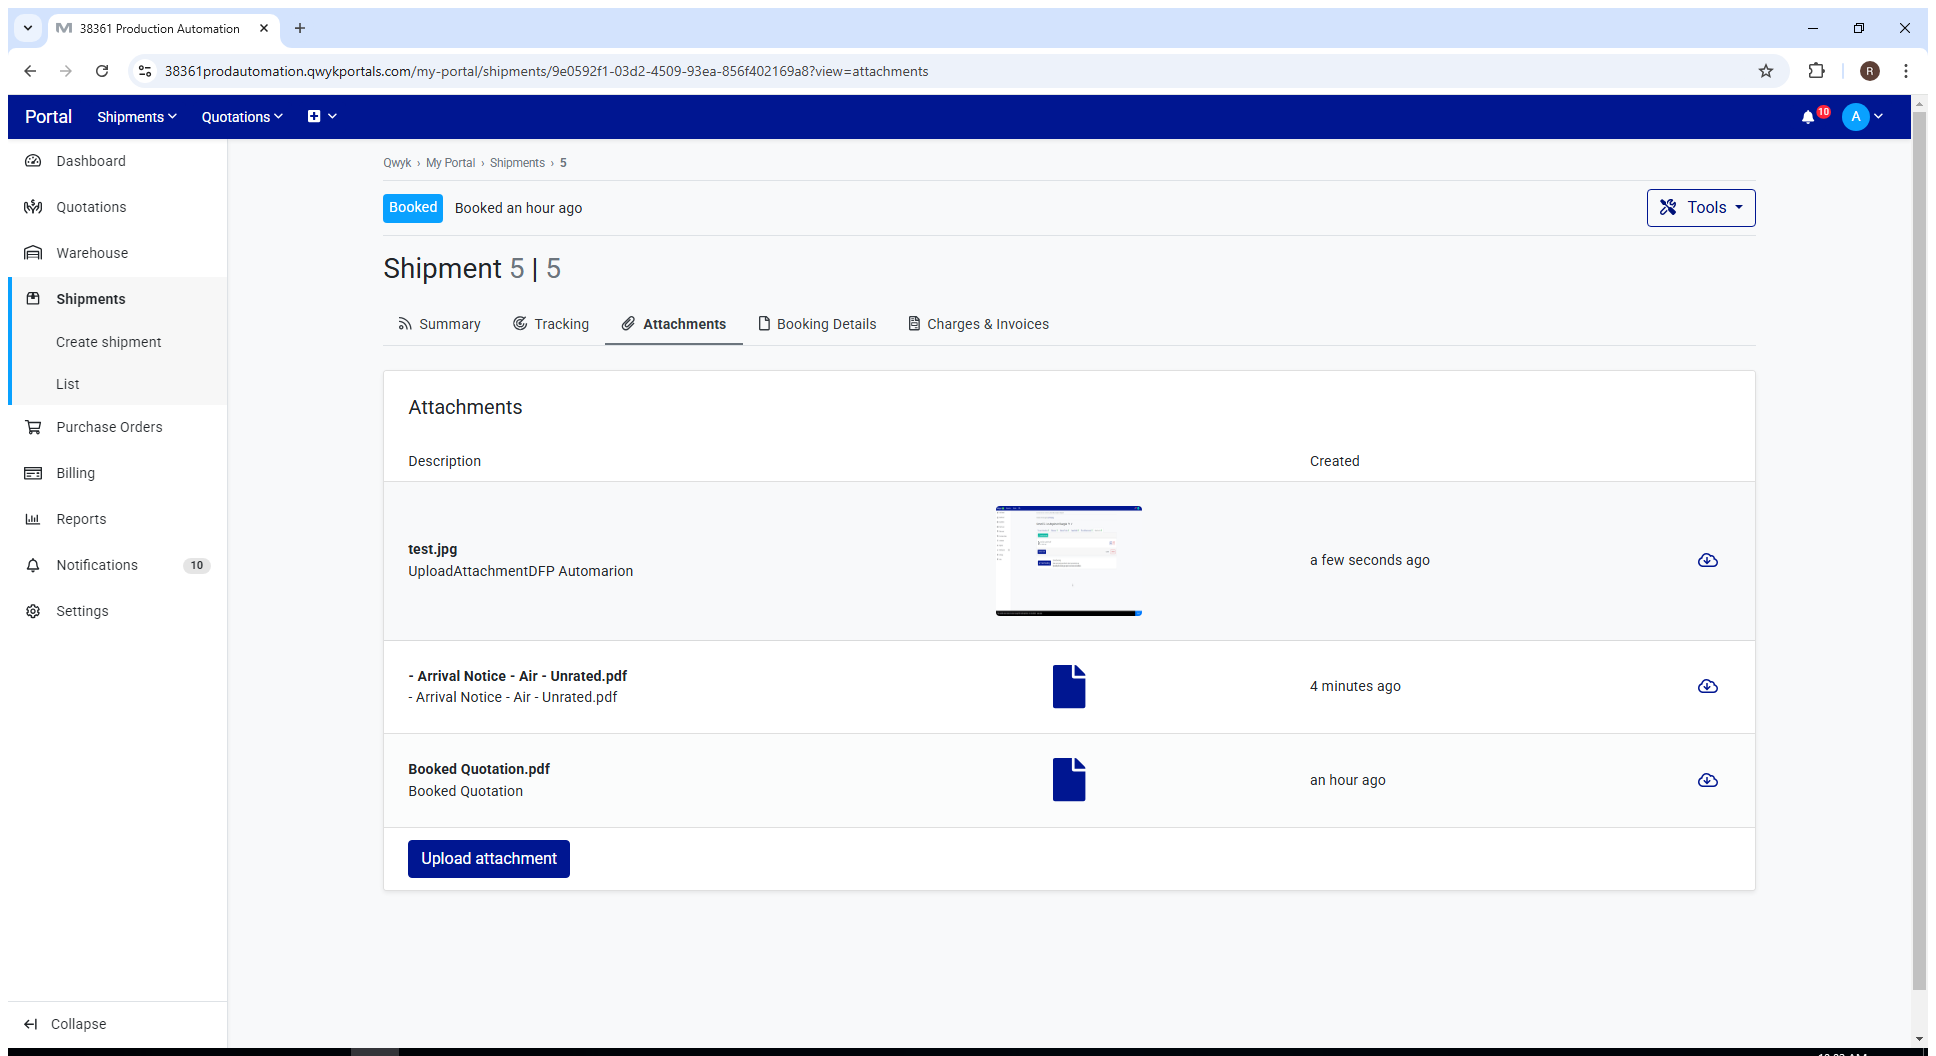 38361 Production Automation
38361prodautomation.qwykportals.com/my-portal/shipments/9e0592f1-03d2-4509-93ea-856f402169a8?view=attachments
R
Portal Shipments Quotations
10 A
Dashboard
Quotations
Warehouse
Shipments
Create shipment
List
Purchase Orders
Billing
Reports
Notifications 10
Settings
Collapse
Qwyk › My Portal › Shipments › 5
Booked Booked an hour ago
Tools
Shipment 5 | 5
Summary Tracking Attachments Booking Details Charges & Invoices
Attachments
Description Created
test.jpg
UploadAttachmentDFP Automarion
a few seconds ago
- Arrival Notice - Air - Unrated.pdf
- Arrival Notice - Air - Unrated.pdf
4 minutes ago
Booked Quotation.pdf
Booked Quotation
an hour ago
Upload attachment